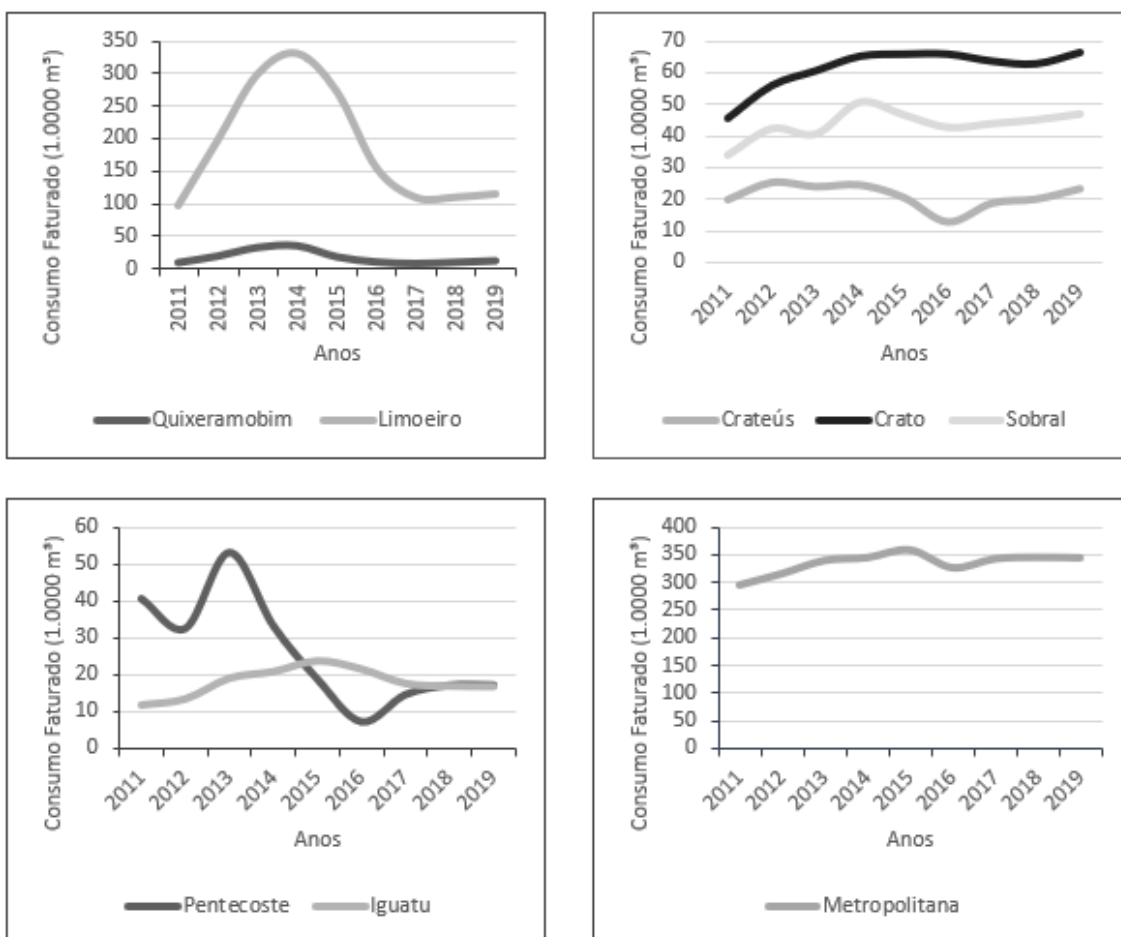 Consumo Faturado (1.0000 m³)
350
300
250
200
150
100
50
0
2011 2012 2013 2014 2015 2016 2017 2018 2019
Anos
Quixeramobim Limoeiro
Consumo Faturado (1.0000 m³)
70
60
50
40
30
20
10
0
2011 2012 2013 2014 2015 2016 2017 2018 2019
Anos
Crateús Crato Sobral
Consumo Faturado (1.0000 m³)
60
50
40
30
20
10
0
2011 2012 2013 2014 2015 2016 2017 2018 2019
Anos
Pentecoste Iguatu
Consumo Faturado (1.0000 m³)
400
350
300
250
200
150
100
50
0
2011 2012 2013 2014 2015 2016 2017 2018 2019
Anos
Metropolitana